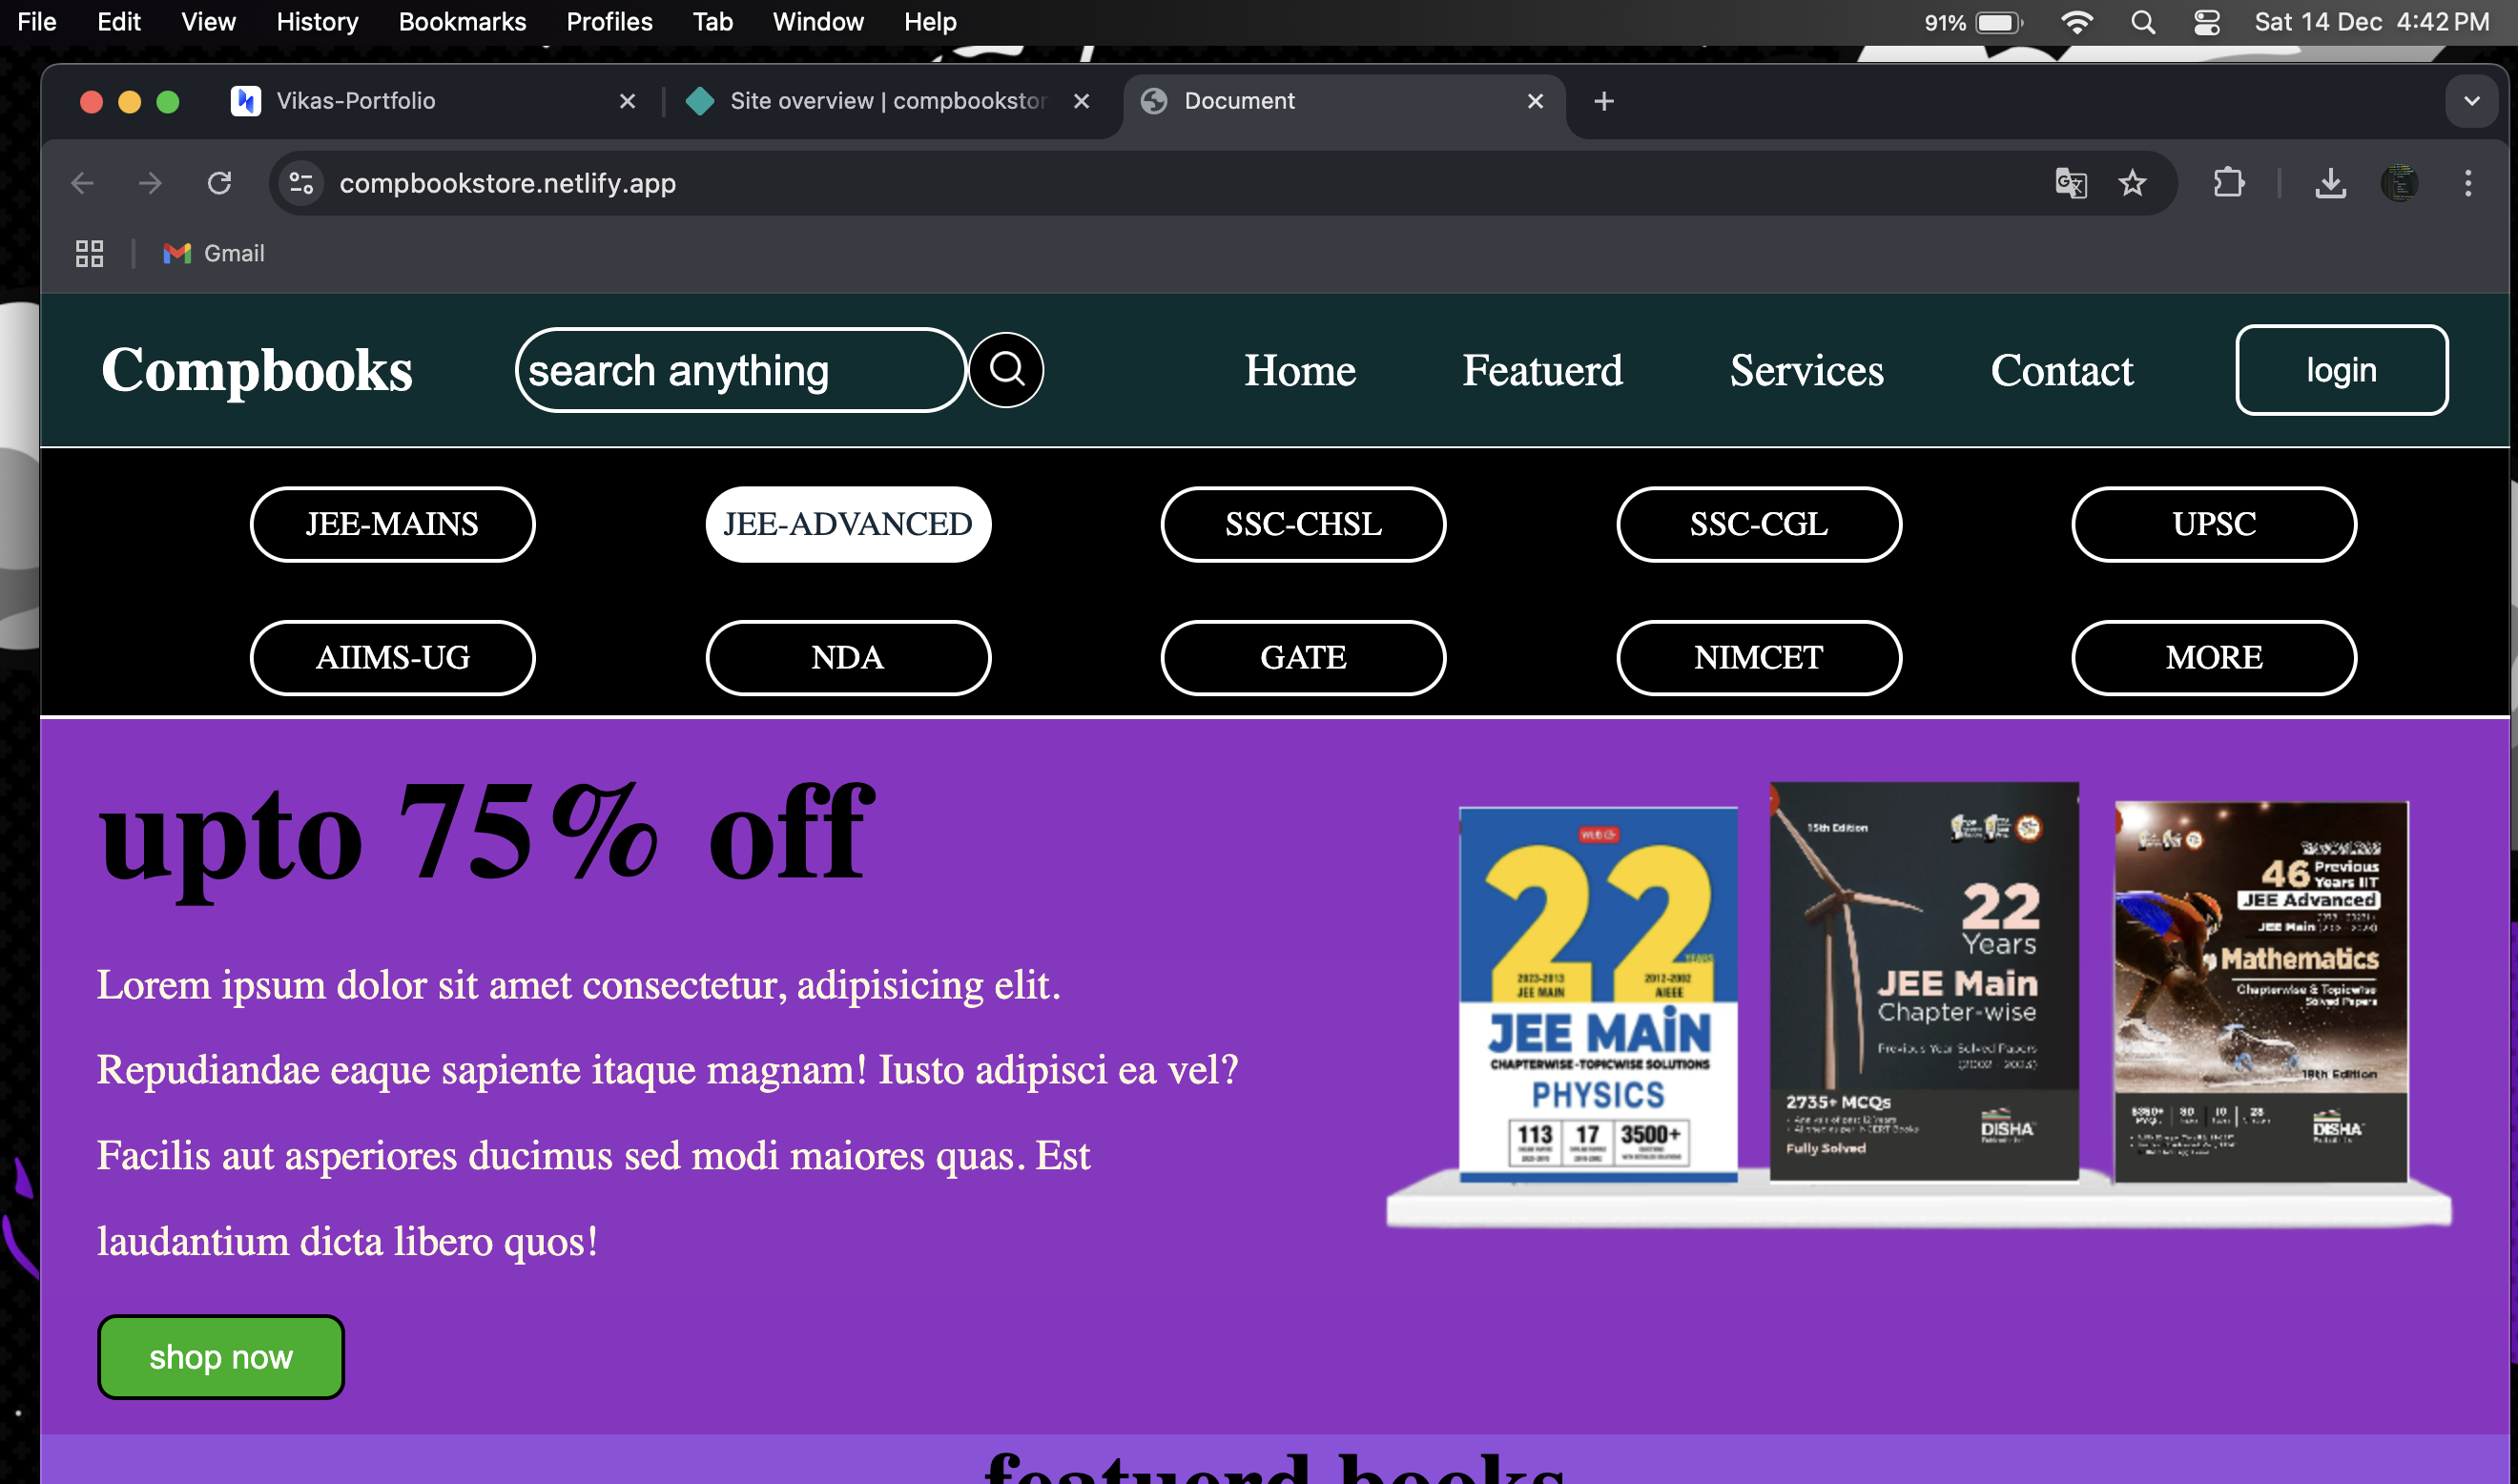 File Edit View History Bookmarks Profiles Tab Window Help 91% Sat 14 Dec 4:42 PM
Vikas-Portfolio Site overview | compbookstor Document
compbookstore.netlify.app
Gmail
Compbooks search anything Home Featuerd Services Contact login
JEE-MAINS JEE-ADVANCED SSC-CHSL SSC-CGL UPSC
AIIMS-UG NDA GATE NIMCET MORE
upto 75% off
Lorem ipsum dolor sit amet consectetur, adipisicing elit.
Repudiandae eaque sapiente itaque magnam! Iusto adipisci ea vel?
Facilis aut asperiores ducimus sed modi maiores quas. Est
laudantium dicta libero quos!
shop now
22
YEARS
2023-2013 2012-2002
JEE MAIN AIEEE
JEE MAiN
CHAPTERWISE-TOPICWISE SOLUTIONS
PHYSICS
113 17 3500+
15th Edition
22
Years
JEE Main
Chapter-wise
Previous Year Solved Papers
(2002 - 2023)
2735+ MCQs
DISHA
Fully Solved
46 Previous
Years IIT
JEE Advanced
JEE Main
Mathematics
Chapterwise & Topicwise
Solved Papers
19th Edition
DISHA
featuerd books